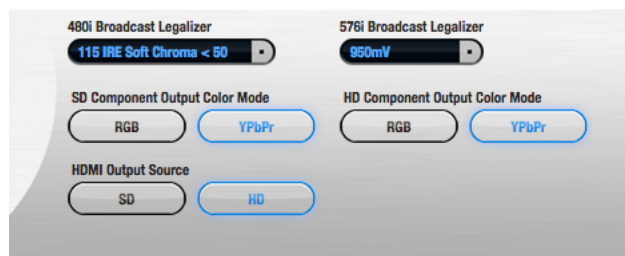 480i Broadcast Legalizer
576i Broadcast Legalizer
115 IRE Soft Chroma < 50
950mV
SD Component Output Color Mode
HD Component Output Color Mode
RGB
YPbPr
RGB
YPbPr
HDMI Output Source
SD
HD